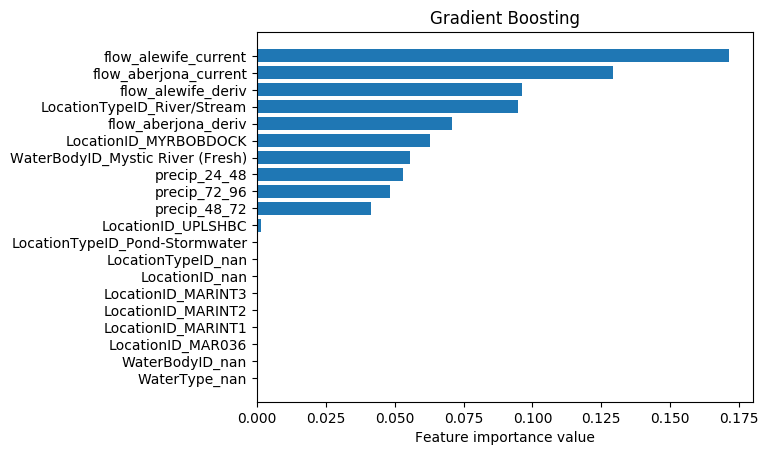 Gradient Boosting
flow_alewife_current
flow_aberjona_current
flow_alewife_deriv
LocationTypeID_River/Stream
flow_aberjona_deriv
LocationID_MYRBOBDOCK
WaterBodyID_Mystic River (Fresh)
precip_24_48
precip_72_96
precip_48_72
LocationID_UPLSHBC
LocationTypeID_Pond-Stormwater
LocationTypeID_nan
LocationID_nan
LocationID_MARINT3
LocationID_MARINT2
LocationID_MARINT1
LocationID_MAR036
WaterBodyID_nan
WaterType_nan
0.000 0.025 0.050 0.075 0.100 0.125 0.150 0.175
Feature importance value